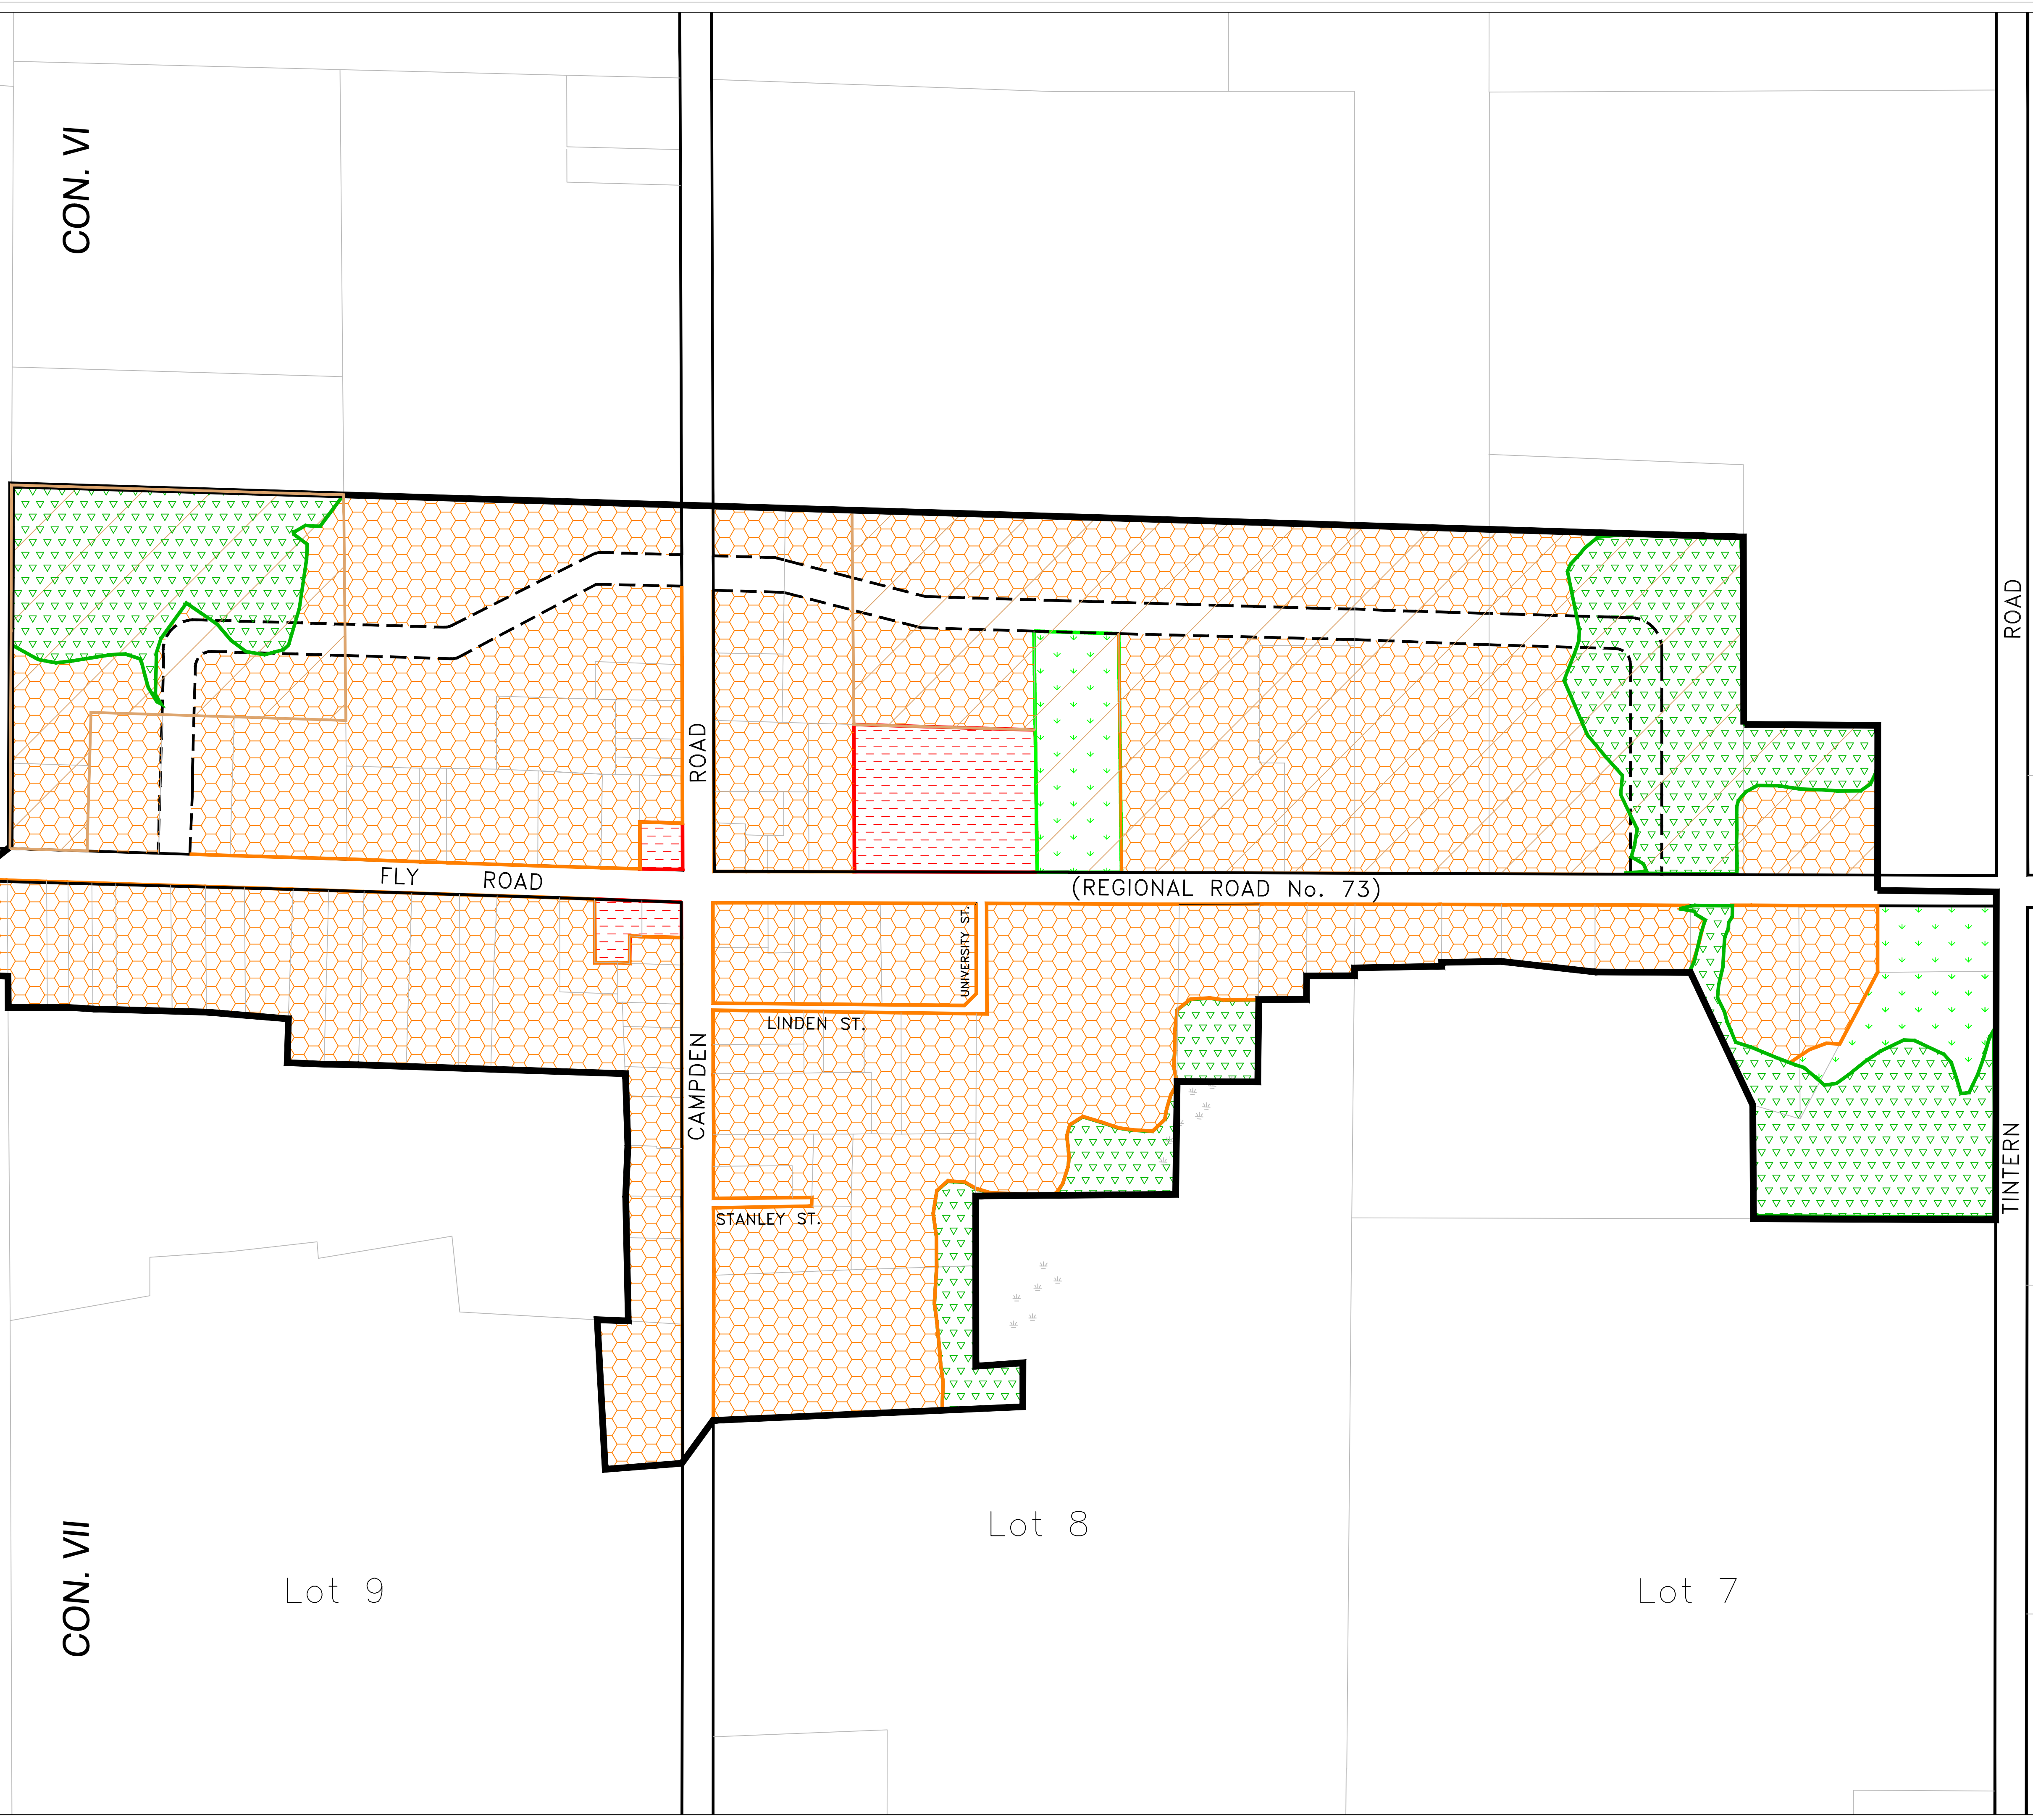 CON. VI
ROAD
ROAD
FLY ROAD
(REGIONAL ROAD No. 73)
UNIVERSITY ST.
LINDEN ST.
CAMPDEN
STANLEY ST.
TINTERN
Lot 8
CON. VII
Lot 9
Lot 7